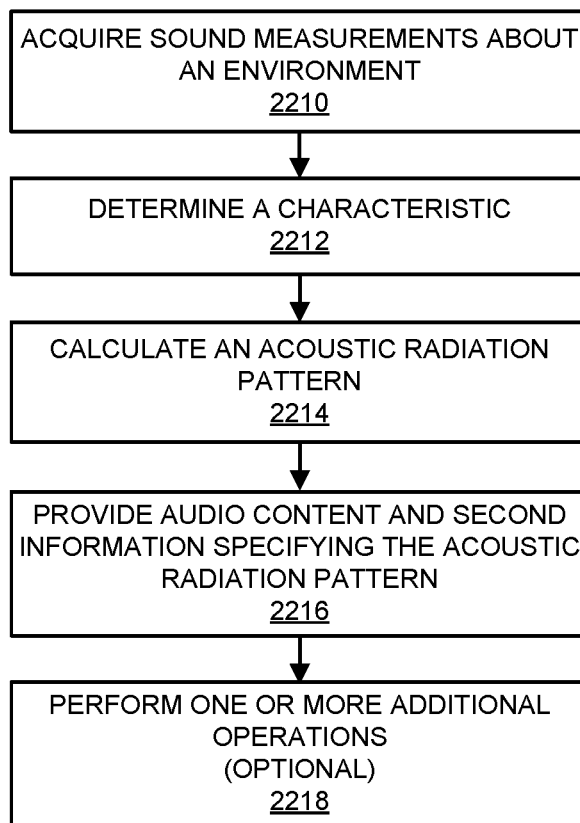 ACQUIRE SOUND MEASUREMENTS ABOUT
AN ENVIRONMENT
2210
DETERMINE A CHARACTERISTIC
2212
CALCULATE AN ACOUSTIC RADIATION
PATTERN
2214
PROVIDE AUDIO CONTENT AND SECOND
INFORMATION SPECIFYING THE ACOUSTIC
RADIATION PATTERN
2216
PERFORM ONE OR MORE ADDITIONAL
OPERATIONS
(OPTIONAL)
2218